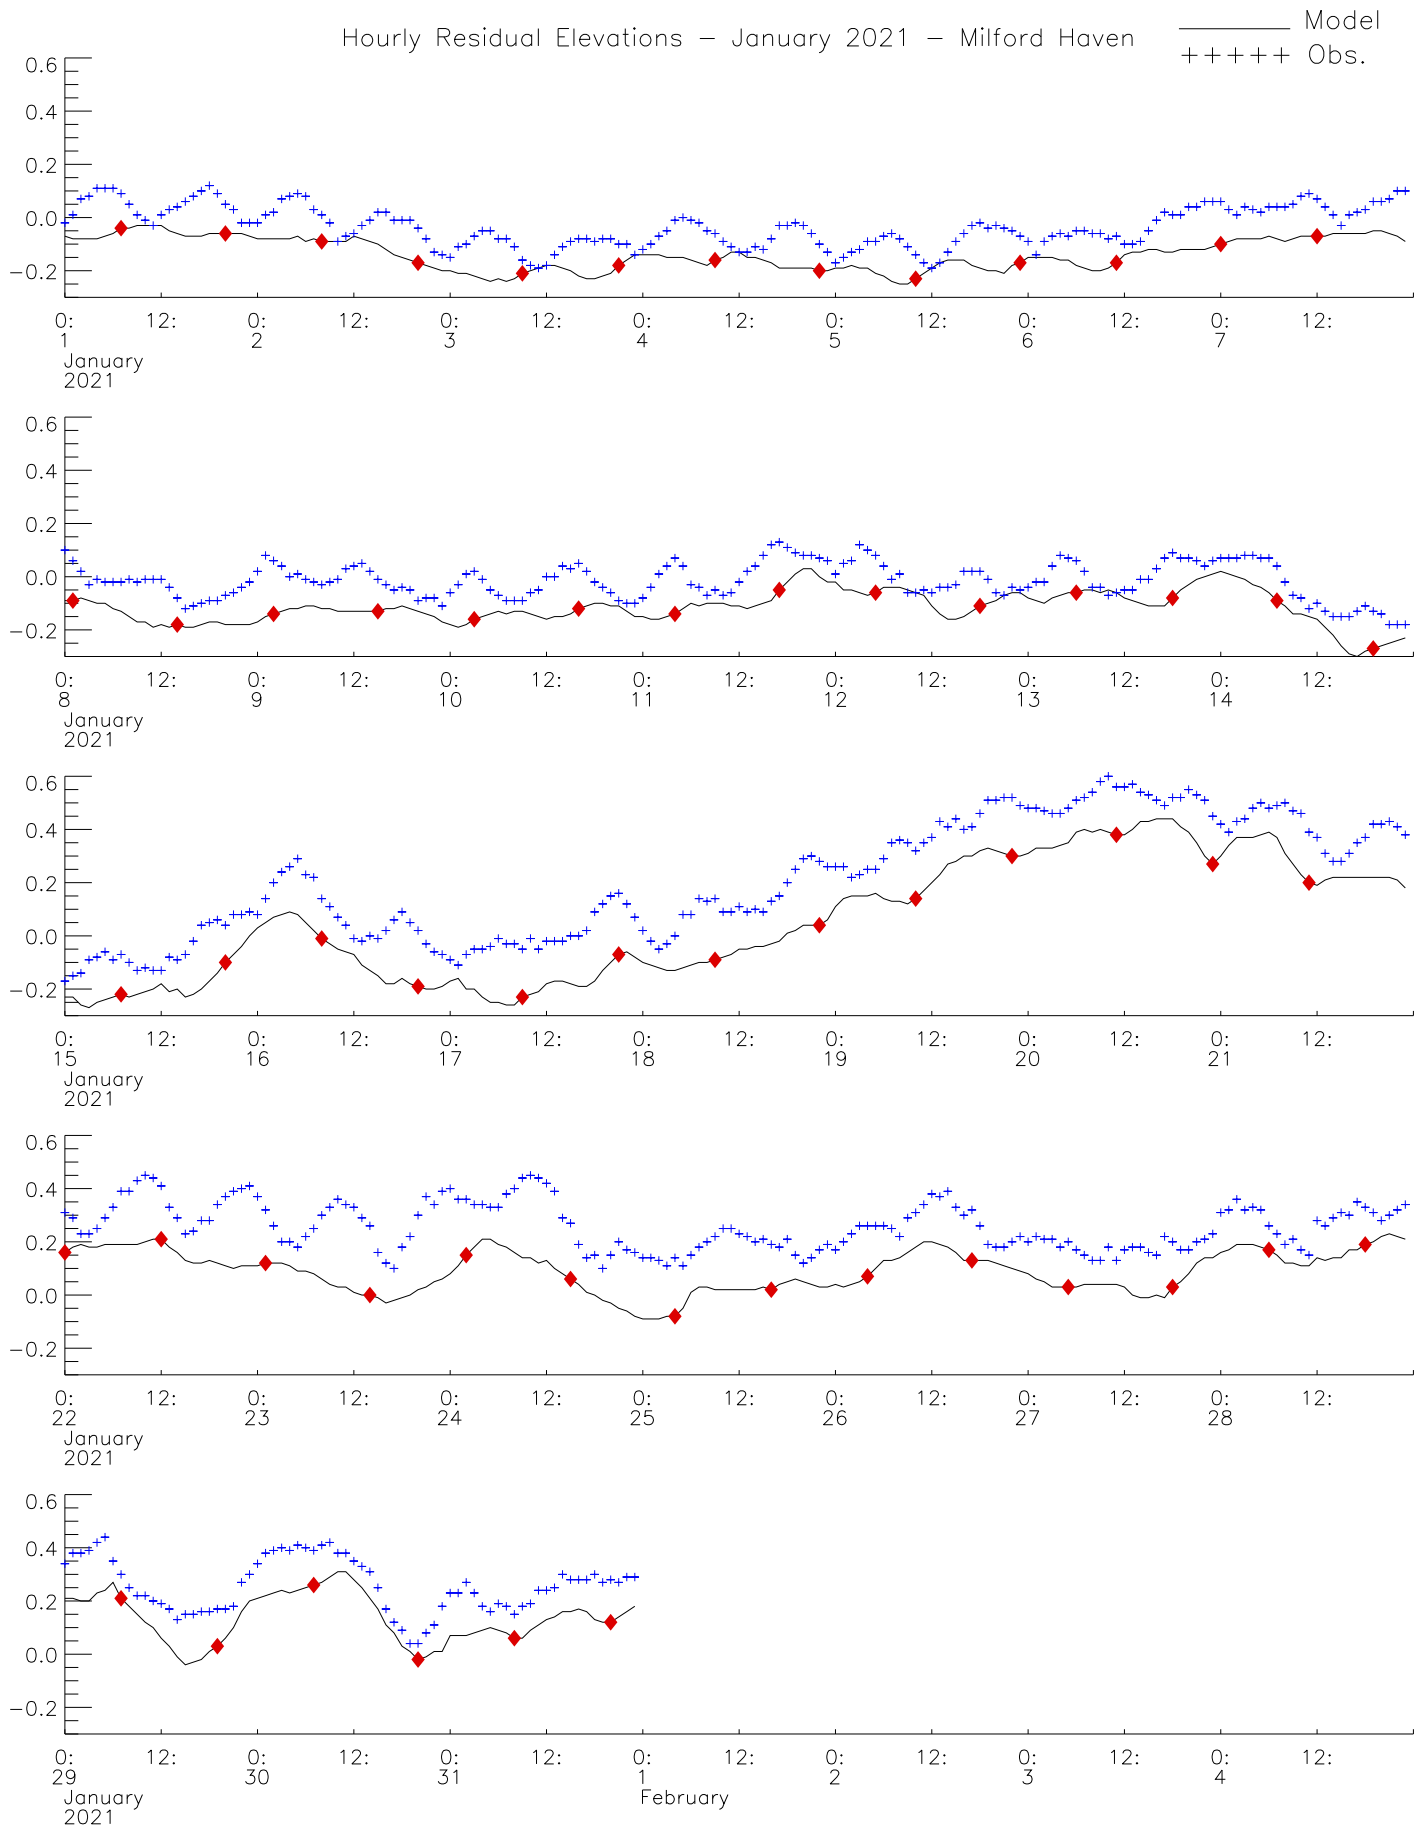 Hourly Residual Elevations − January 2021 − Milford Haven
Model
+++++ Obs.
0.6
0.4
0.2
0.0
−0.2
0: 12: 0: 12: 0: 12: 0: 12: 0: 12: 0: 12: 0: 12:
1 2 3 4 5 6 7
January
2021
0.6
0.4
0.2
0.0
−0.2
0: 12: 0: 12: 0: 12: 0: 12: 0: 12: 0: 12: 0: 12:
8 9 10 11 12 13 14
January
2021
0.6
0.4
0.2
0.0
−0.2
0: 12: 0: 12: 0: 12: 0: 12: 0: 12: 0: 12: 0: 12:
15 16 17 18 19 20 21
January
2021
0.6
0.4
0.2
0.0
−0.2
0: 12: 0: 12: 0: 12: 0: 12: 0: 12: 0: 12: 0: 12:
22 23 24 25 26 27 28
January
2021
0.6
0.4
0.2
0.0
−0.2
0: 12: 0: 12: 0: 12: 0: 12: 0: 12: 0: 12: 0: 12:
29 30 31 1 2 3 4
January February
2021